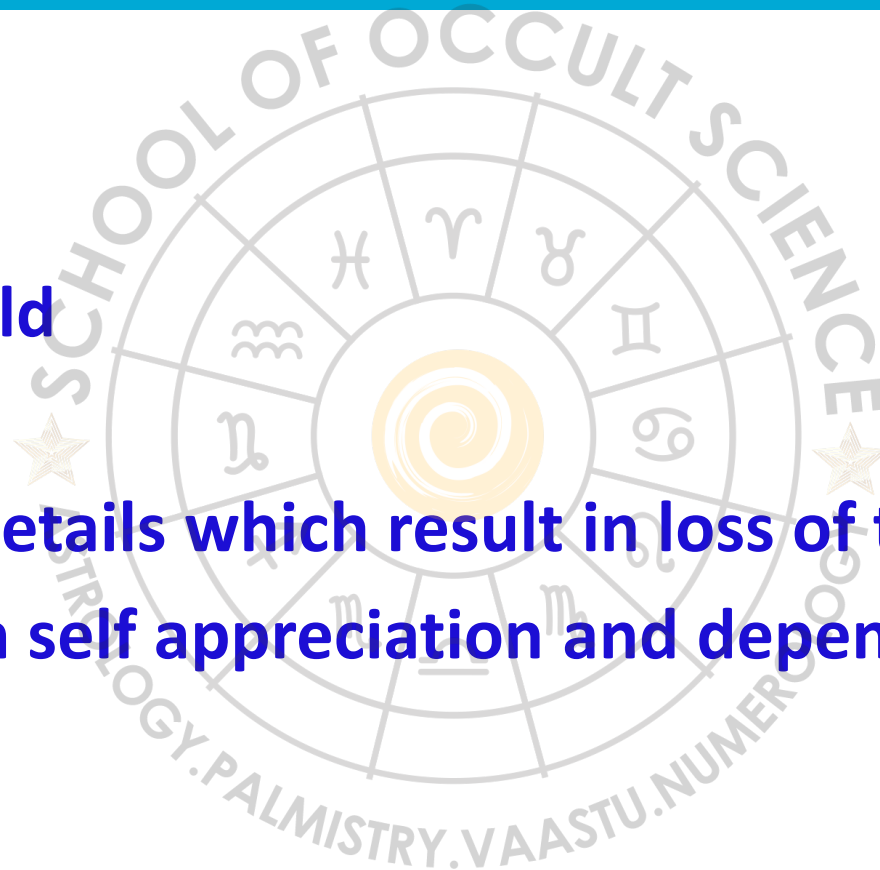 SCHOOL OF OCCULT SCIENCE
ld
etails which result in loss of
self appreciation and depen
ASTROLOGY.PALMISTRY.VAASTU.NUMEROLOGY